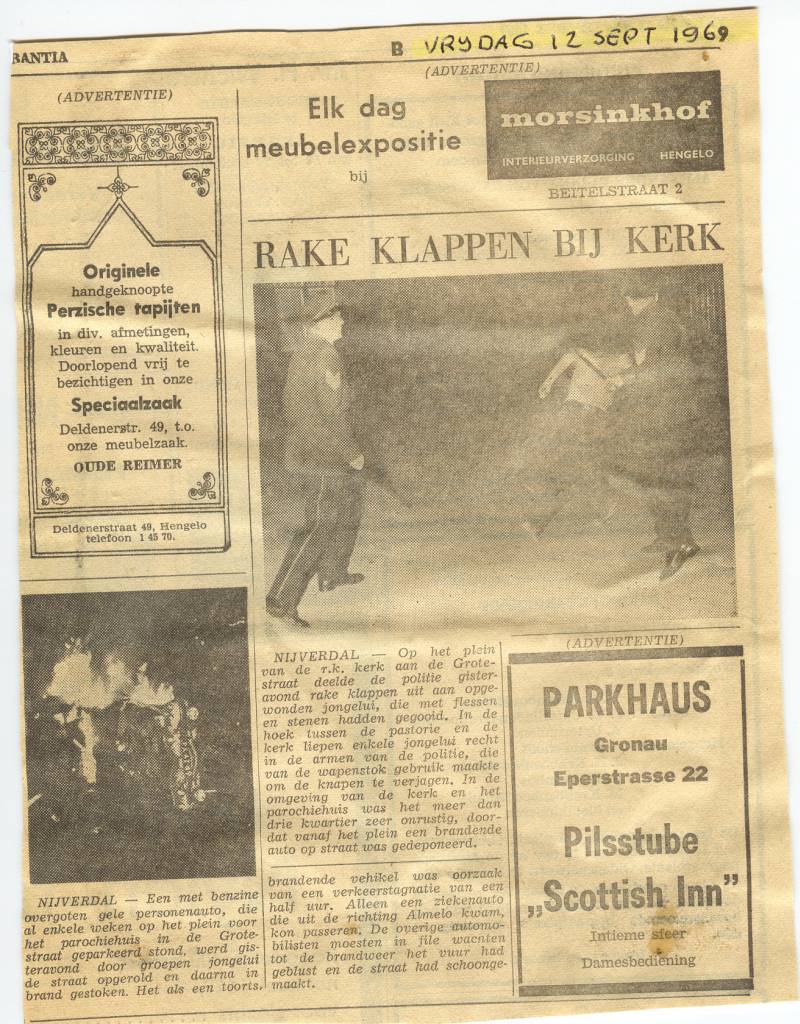 BANTIA
B
VRYDAG 12 SEPT 1969
(ADVERTENTIE)
Originele
handgeknoopte
Perzische tapijten
in div. afmetingen,
kleuren en kwaliteit.
Doorlopend vrij te
bezichtigen in onze
Speciaalzaak
Deldenerstr. 49, t.o.
onze meubelzaak.
OUDE REIMER
Deldenerstraat 49, Hengelo
telefoon 1 45 70.
(ADVERTENTIE)
Elk dag
meubelexpositie
bij
morsinkhof
INTERIEURVERZORGING HENGELO
BEITELSTRAAT 2
RAKE KLAPPEN BIJ KERK
NIJVERDAL — Op het plein
van de r.k. kerk aan de Grote-
straat deelde de politie gister-
avond rake klappen uit aan opge-
wonden jongelui, die met flessen
en stenen hadden gegooid. In de
hoek tussen de pastorie en de
kerk liepen enkele jongelui recht
in de armen van de politie, die
van de wapenstok gebruik maakte
om de knapen te verjagen. In de
omgeving van de kerk en het
parochiehuis was het meer dan
drie kwartier zeer onrustig, door-
dat vanaf het plein een brandende
auto op straat was gedeponeerd.
NIJVERDAL — Een met benzine
overgoten gele personenauto, die
al enkele weken op het plein voor
het parochiehuis in de Grote-
straat geparkeerd stond, werd gis-
teravond door groepen jongelui
de straat opgerold en daarna in
brand gestoken. Het als een toorts
brandende vehikel was oorzaak
van een verkeerstagnatie van een
half uur. Alleen een ziekenauto
die uit de richting Almelo kwam,
kon passeren. De overige automo-
bilisten moesten in file wachten
tot de brandweer het vuur had
geblust en de straat had schoonge-
maakt.
(ADVERTENTIE)
PARKHAUS
Gronau
Eperstrasse 22
Pilsstube
„Scottish Inn"
Intieme sfeer
Damesbediening